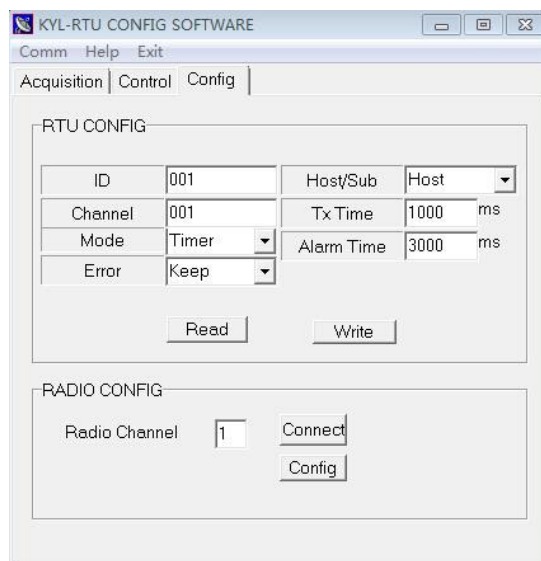 KYL-RTU CONFIG SOFTWARE
Comm Help Exit
Acquisition Control Config
RTU CONFIG
ID 001 Host/Sub Host
Channel 001 Tx Time 1000 ms
Mode Timer Alarm Time 3000 ms
Error Keep
Read Write
RADIO CONFIG
Radio Channel 1 Connect
Config